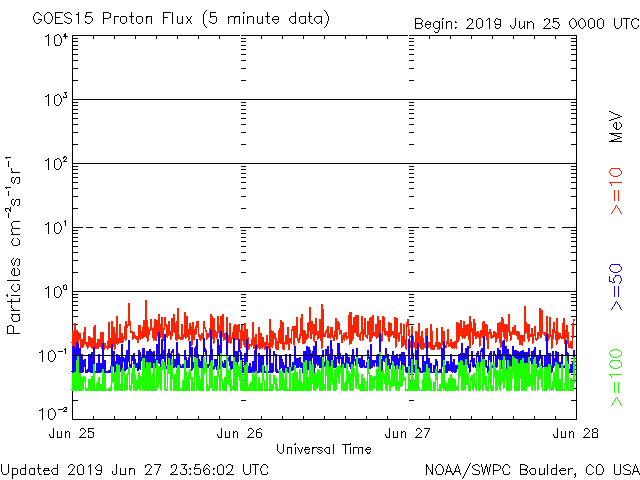 GOES15 Proton Flux (5 minute data)
Begin: 2019 Jun 25 0000 UTC
Particles cm⁻²s⁻¹sr⁻¹
10⁴
10³
10²
10¹
10⁰
10⁻¹
10⁻²
MeV
>=10
>=50
>=100
Jun 25
Jun 26
Jun 27
Jun 28
Universal Time
Updated 2019 Jun 27 23:56:02 UTC
NOAA/SWPC Boulder, CO USA